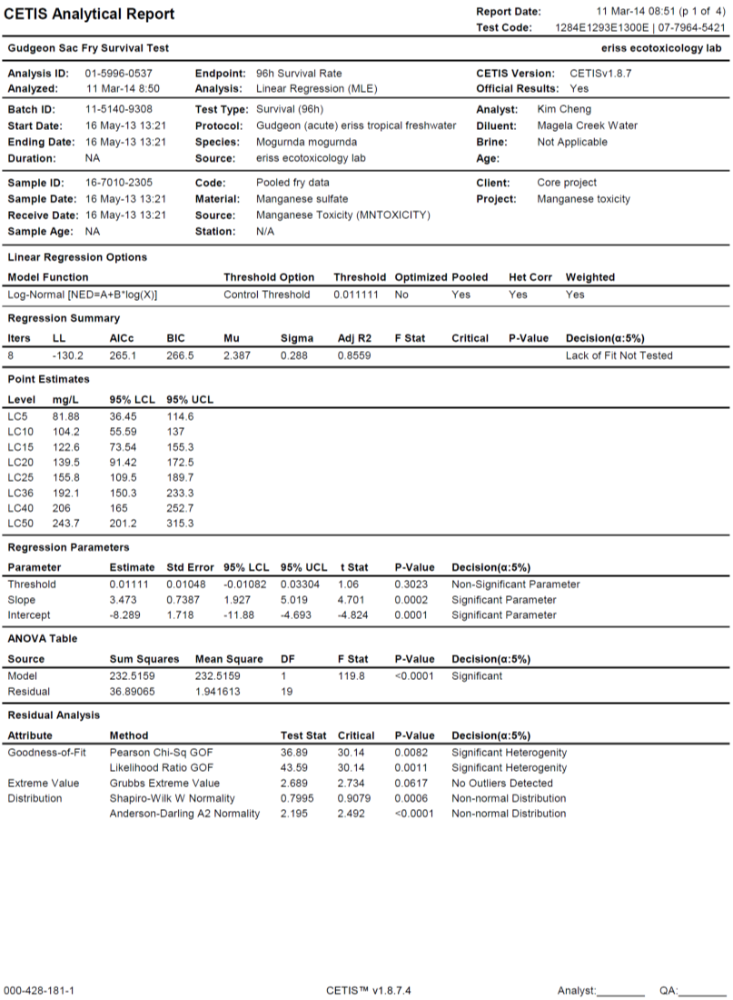 CETIS Analytical Report
Report Date: 11 Mar-14 08:51 (p 1 of 4)
Test Code: 1284E1293E1300E | 07-7964-5421
Gudgeon Sac Fry Survival Test eriss ecotoxicology lab
Analysis ID: 01-5996-0537 Endpoint: 96h Survival Rate CETIS Version: CETISv1.8.7
Analyzed: 11 Mar-14 8:50 Analysis: Linear Regression (MLE) Official Results: Yes
Batch ID: 11-5140-9308 Test Type: Survival (96h) Analyst: Kim Cheng
Start Date: 16 May-13 13:21 Protocol: Gudgeon (acute) eriss tropical freshwater Diluent: Magela Creek Water
Ending Date: 16 May-13 13:21 Species: Mogurnda mogurnda Brine: Not Applicable
Duration: NA Source: eriss ecotoxicology lab Age:
Sample ID: 16-7010-2305 Code: Pooled fry data Client: Core project
Sample Date: 16 May-13 13:21 Material: Manganese sulfate Project: Manganese toxicity
Receive Date: 16 May-13 13:21 Source: Manganese Toxicity (MNTOXICITY)
Sample Age: NA Station: N/A
Linear Regression Options
Model Function Threshold Option Threshold Optimized Pooled Het Corr Weighted
Log-Normal [NED=A+B*log(X)] Control Threshold 0.011111 No Yes Yes Yes
Regression Summary
Iters LL AICc BIC Mu Sigma Adj R2 F Stat Critical P-Value Decision(α:5%)
8 -130.2 265.1 266.5 2.387 0.288 0.8559 Lack of Fit Not Tested
Point Estimates
Level mg/L 95% LCL 95% UCL
LC5 81.88 36.45 114.6
LC10 104.2 55.59 137
LC15 122.6 73.54 155.3
LC20 139.5 91.42 172.5
LC25 155.8 109.5 189.7
LC36 192.1 150.3 233.3
LC40 206 165 252.7
LC50 243.7 201.2 315.3
Regression Parameters
Parameter Estimate Std Error 95% LCL 95% UCL t Stat P-Value Decision(α:5%)
Threshold 0.01111 0.01048 -0.01082 0.03304 1.06 0.3023 Non-Significant Parameter
Slope 3.473 0.7387 1.927 5.019 4.701 0.0002 Significant Parameter
Intercept -8.289 1.718 -11.88 -4.693 -4.824 0.0001 Significant Parameter
ANOVA Table
Source Sum Squares Mean Square DF F Stat P-Value Decision(α:5%)
Model 232.5159 232.5159 1 119.8 <0.0001 Significant
Residual 36.89065 1.941613 19
Residual Analysis
Attribute Method Test Stat Critical P-Value Decision(α:5%)
Goodness-of-Fit Pearson Chi-Sq GOF 36.89 30.14 0.0082 Significant Heterogenity
Likelihood Ratio GOF 43.59 30.14 0.0011 Significant Heterogenity
Extreme Value Grubbs Extreme Value 2.689 2.734 0.0617 No Outliers Detected
Distribution Shapiro-Wilk W Normality 0.7995 0.9079 0.0006 Non-normal Distribution
Anderson-Darling A2 Normality 2.195 2.492 <0.0001 Non-normal Distribution
000-428-181-1 CETIS™ v1.8.7.4 Analyst:________ QA:________